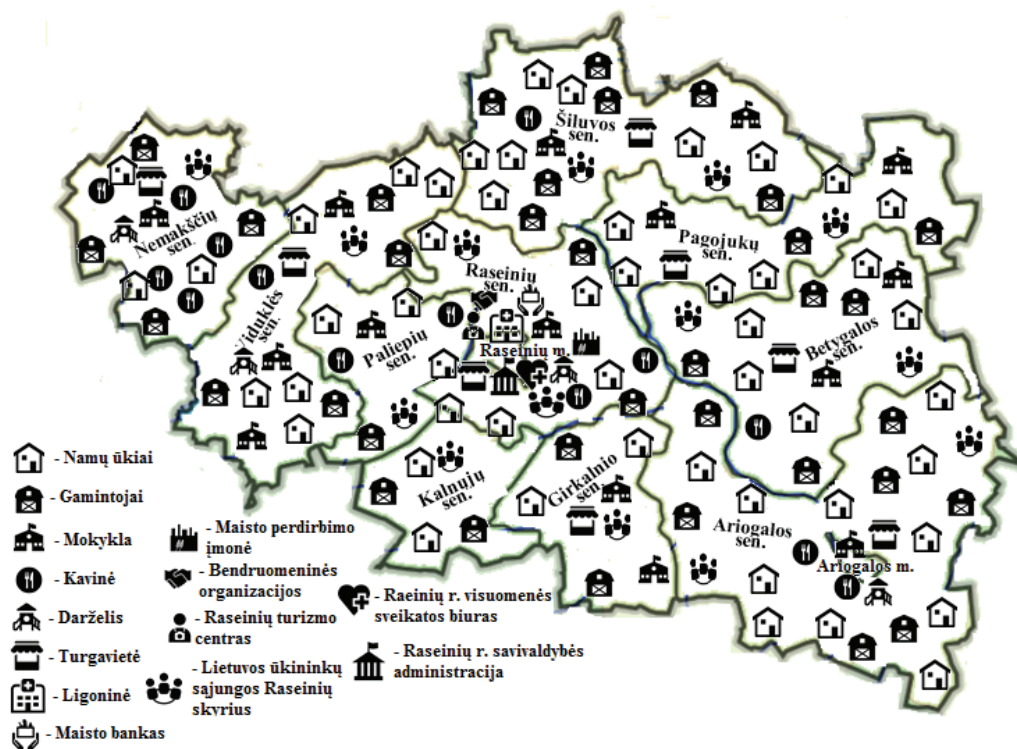 Šiluvos
sen.
Nemakščių
sen.
Pagojukų
sen.
Raseinių
sen.
Viduklės
sen.
Paliepių
sen.
Raseinių m.
Betygalos
sen.
Kalnųjų
sen.
Girkalnio
sen.
Ariogalos
sen.
Ariogalos m.
- Namų ūkiai
- Gamintojai
- Mokykla
- Kavinė
- Darželis
- Turgavietė
- Ligoninė
- Maisto bankas
- Maisto perdirbimo
įmonė
- Bendruomeninės
organizacijos
- Raseinių turizmo
centras
- Lietuvos ūkininkų
sąjungos Raseinių
skyrius
- Raeinių r. visuomenės
sveikatos biuras
- Raseinių r. savivaldybės
administracija